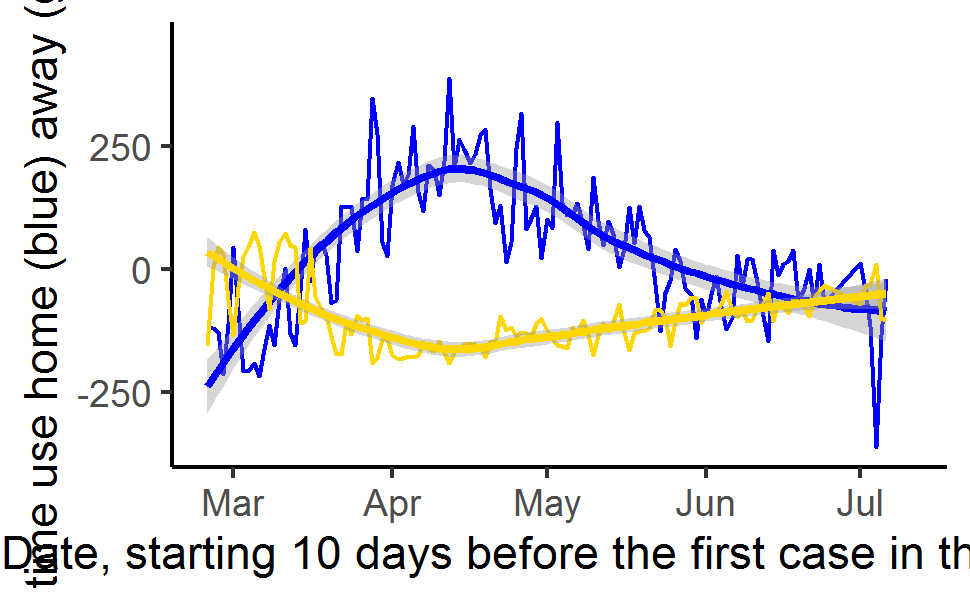 time use home (blue) away (
250
0
-250
Mar Apr May Jun Jul
Date, starting 10 days before the first case in th